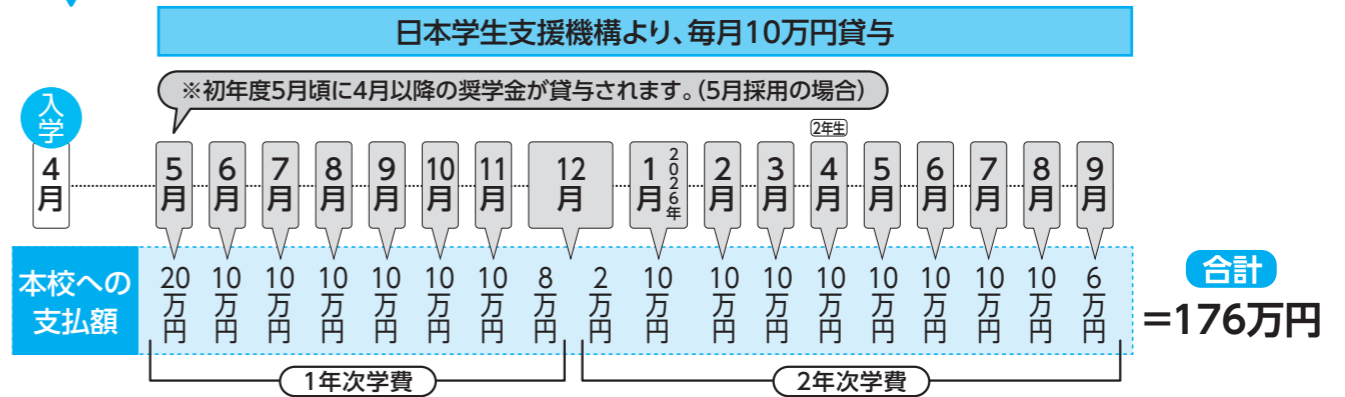 日本学生支援機構より、毎月10万円貸与
※初年度5月頃に4月以降の奨学金が貸与されます。(5月採用の場合)
入学
2年生
4月 5月 6月 7月 8月 9月 10月 11月 12月 1月 2026年 2月 3月 4月 5月 6月 7月 8月 9月
本校への
支払額
20万円 10万円 10万円 10万円 10万円 10万円 10万円 8万円 2万円 10万円 10万円 10万円 10万円 10万円 10万円 10万円 10万円 6万円
合計
=176万円
1年次学費 2年次学費